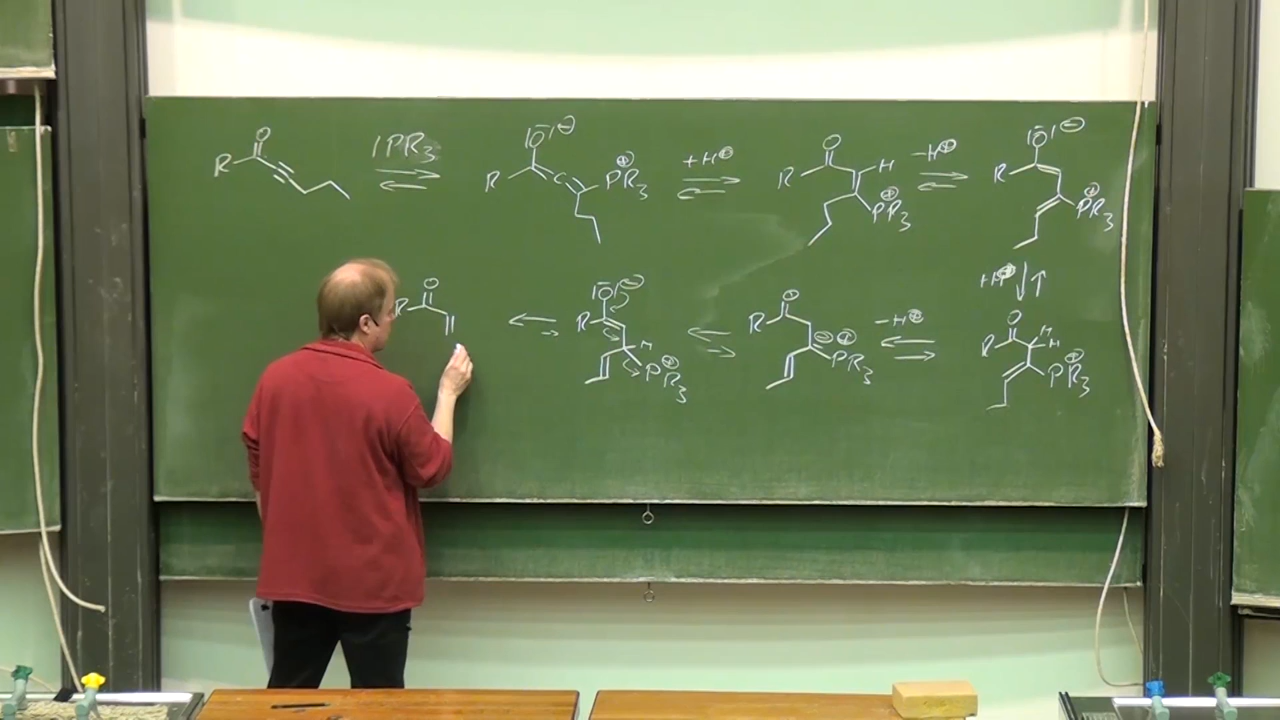 O |PR₃ |O̅|⊖ O −H⊕ |O̅|⊖
R R C PR₃⊕ +H⊕ R H PR₃⊕ R PR₃⊕
O |O̅|⊖ O −H⊕ +H⊕ O
R R H PR₃⊕ R ⊖ PR₃⊕ R H H PR₃⊕